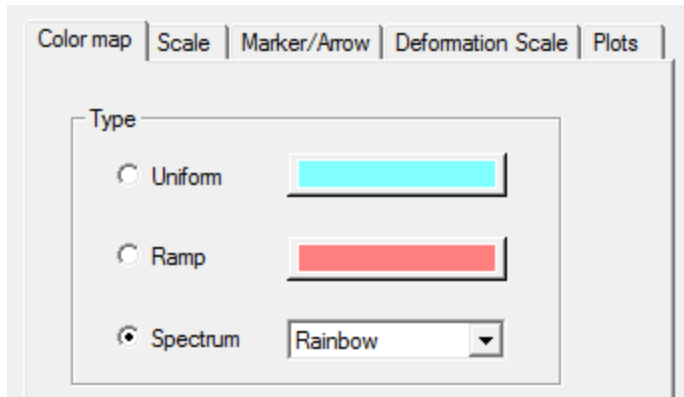 Color map Scale Marker/Arrow Deformation Scale Plots
Type
Uniform
Ramp
Spectrum Rainbow